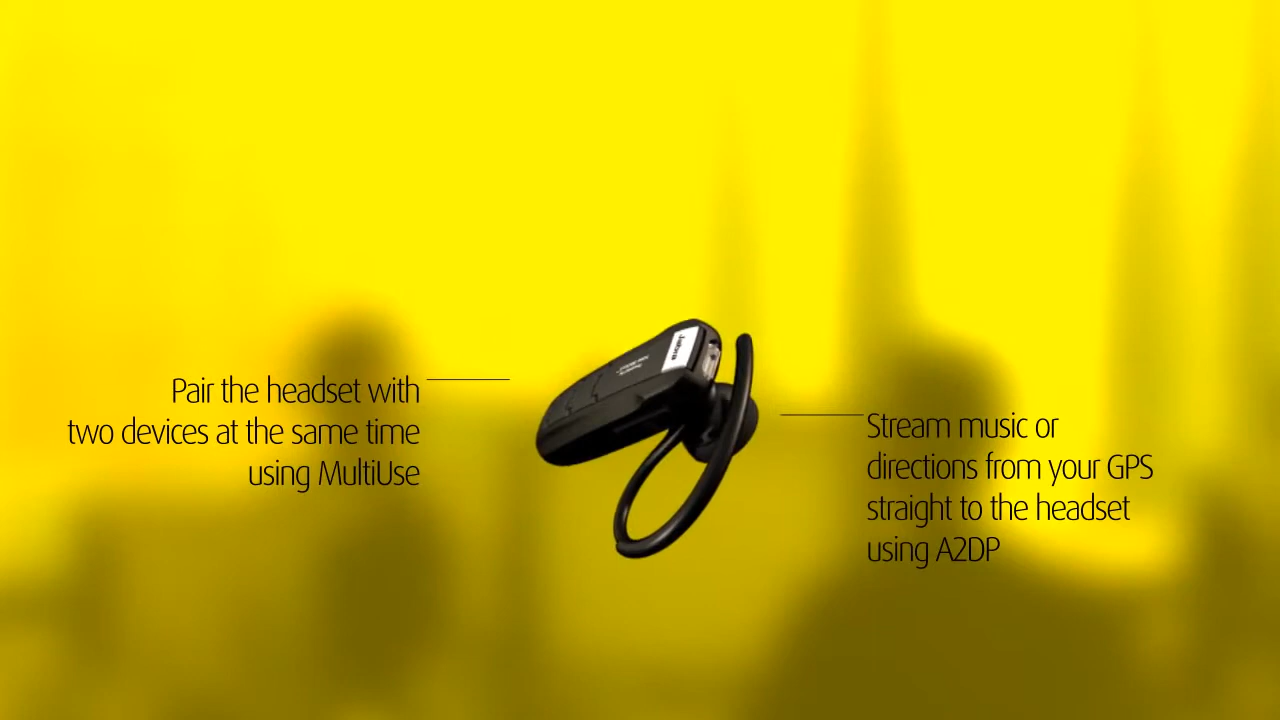 Pair the headset with
two devices at the same time
using MultiUse
Jabra
Stream music or
directions from your GPS
straight to the headset
using A2DP